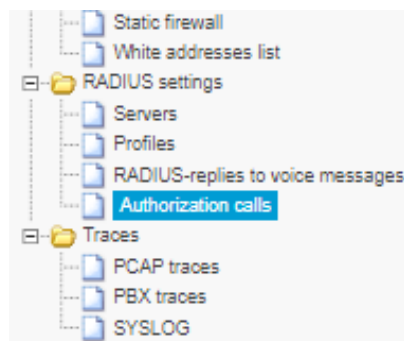 Static firewall
White addresses list
RADIUS settings
Servers
Profiles
RADIUS-replies to voice messages
Authorization calls
Traces
PCAP traces
PBX traces
SYSLOG